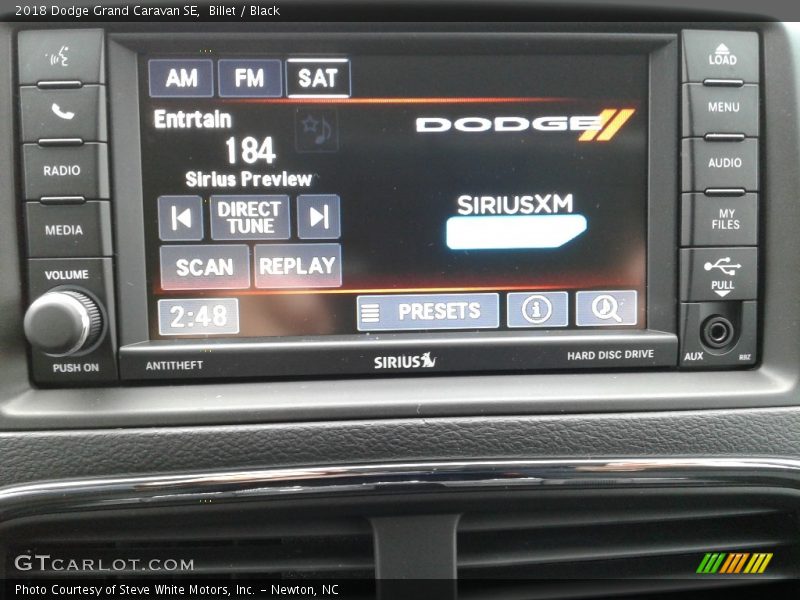 2018 Dodge Grand Caravan SE,  Billet / Black
LOAD
MENU
AUDIO
MY
FILES
PULL
AUX
RBZ
RADIO
MEDIA
VOLUME
PUSH ON
AM FM SAT
Entrtain
184
Sirius Preview
DODGE
SIRIUSXM
DIRECT
TUNE
SCAN REPLAY
2:48 PRESETS
ANTITHEFT SIRIUS HARD DISC DRIVE
GTCARLOT.COM
Photo Courtesy of Steve White Motors, Inc. – Newton, NC